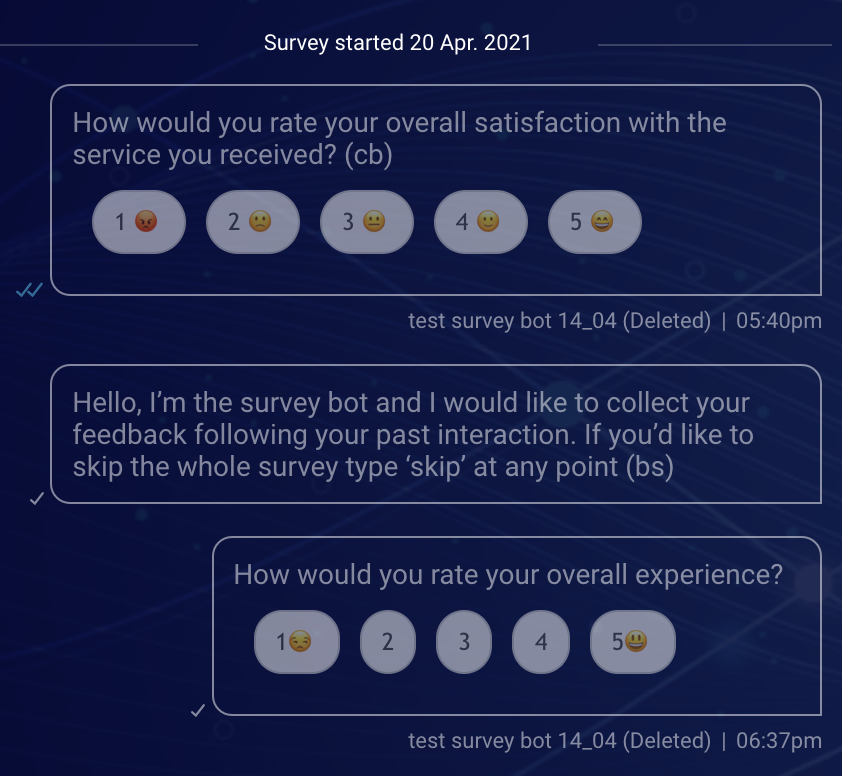 Survey started 20 Apr. 2021
How would you rate your overall satisfaction with the
service you received? (cb)
1 😡 2 🙁 3 😐 4 🙂 5 😄
test survey bot 14_04 (Deleted) | 05:40pm
Hello, I’m the survey bot and I would like to collect your
feedback following your past interaction. If you’d like to
skip the whole survey type ‘skip’ at any point (bs)
How would you rate your overall experience?
1😒 2 3 4 5😃
test survey bot 14_04 (Deleted) | 06:37pm